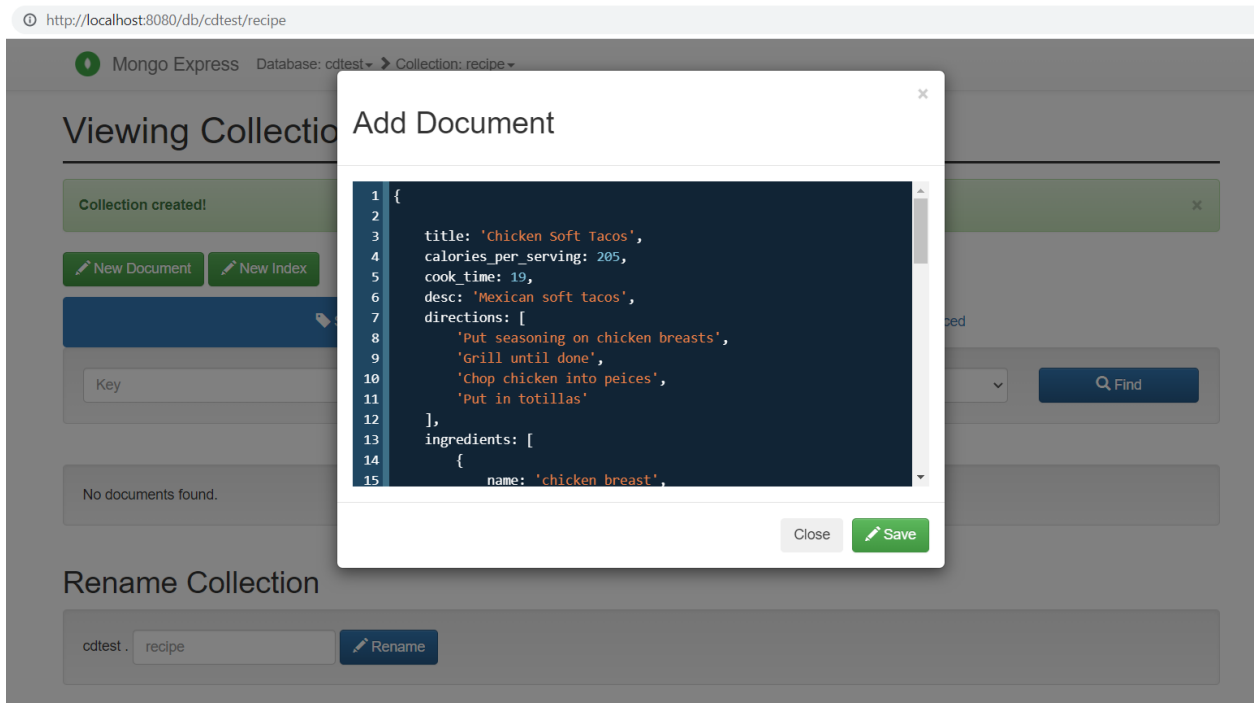 http://localhost:8080/db/cdtest/recipe
Mongo Express Database: cdtest Collection: recipe
Viewing Collectio
×
Add Document
Collection created! ×
New Document New Index
1 {
2
3 title: 'Chicken Soft Tacos',
4 calories_per_serving: 205,
5 cook_time: 19,
6 desc: 'Mexican soft tacos',
7 directions: [
8 'Put seasoning on chicken breasts',
9 'Grill until done',
10 'Chop chicken into peices',
11 'Put in totillas'
12 ],
13 ingredients: [
14 {
15 name: 'chicken breast',
Key Find
No documents found.
Close Save
Rename Collection
cdtest . recipe Rename